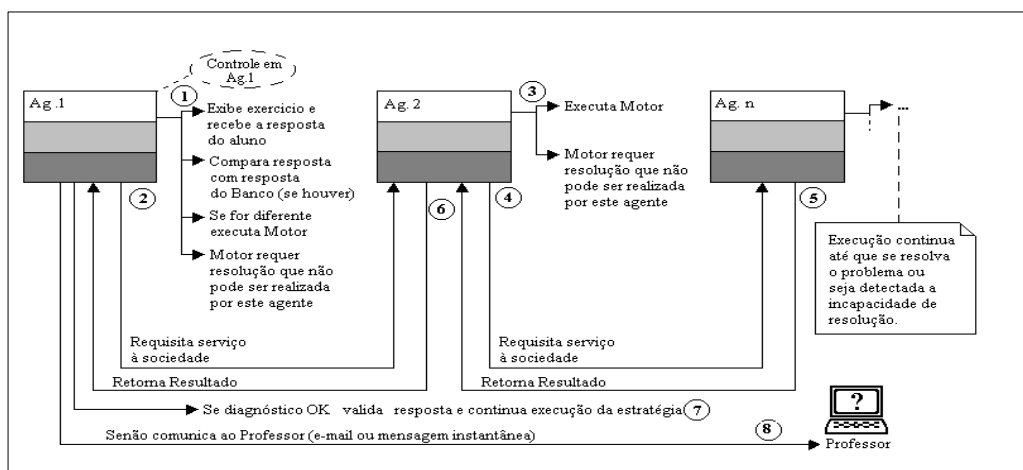 Controle em
Ag.1
Ag .1
1
Exibe exercicio e
recebe a resposta
do aluno
Compara resposta
com resposta
do Banco (se houver)
Se for diferente
executa Motor
Motor requer
resolução que não
pode ser realizada
por este agente
2
Ag. 2
3
Executa Motor
Motor requer
resolução que não
pode ser realizada
por este agente
6
4
Ag. n
...
5
Execução continua
até que se resolva
o problema ou
seja detectada a
incapacidade de
resolução.
Requisita serviço
à sociedade
Retorna Resultado
Requisita serviço
à sociedade
Retorna Resultado
Se diagnóstico OK valida resposta e continua execução da estratégia 7
Senão comunica ao Professor (e-mail ou mensagem instantânea)
8
?
Professor